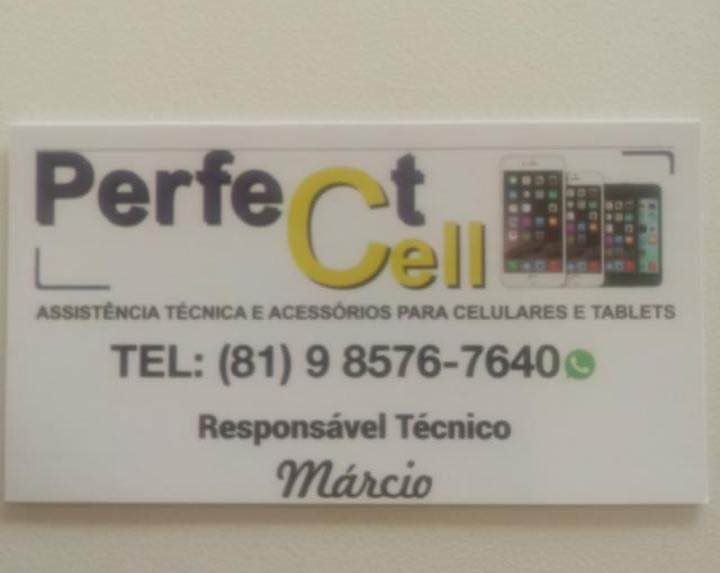 Perfect
Cell
ASSISTÊNCIA TÉCNICA E ACESSÓRIOS PARA CELULARES E TABLETS
TEL: (81) 9 8576-7640
Responsável Técnico
Márcio